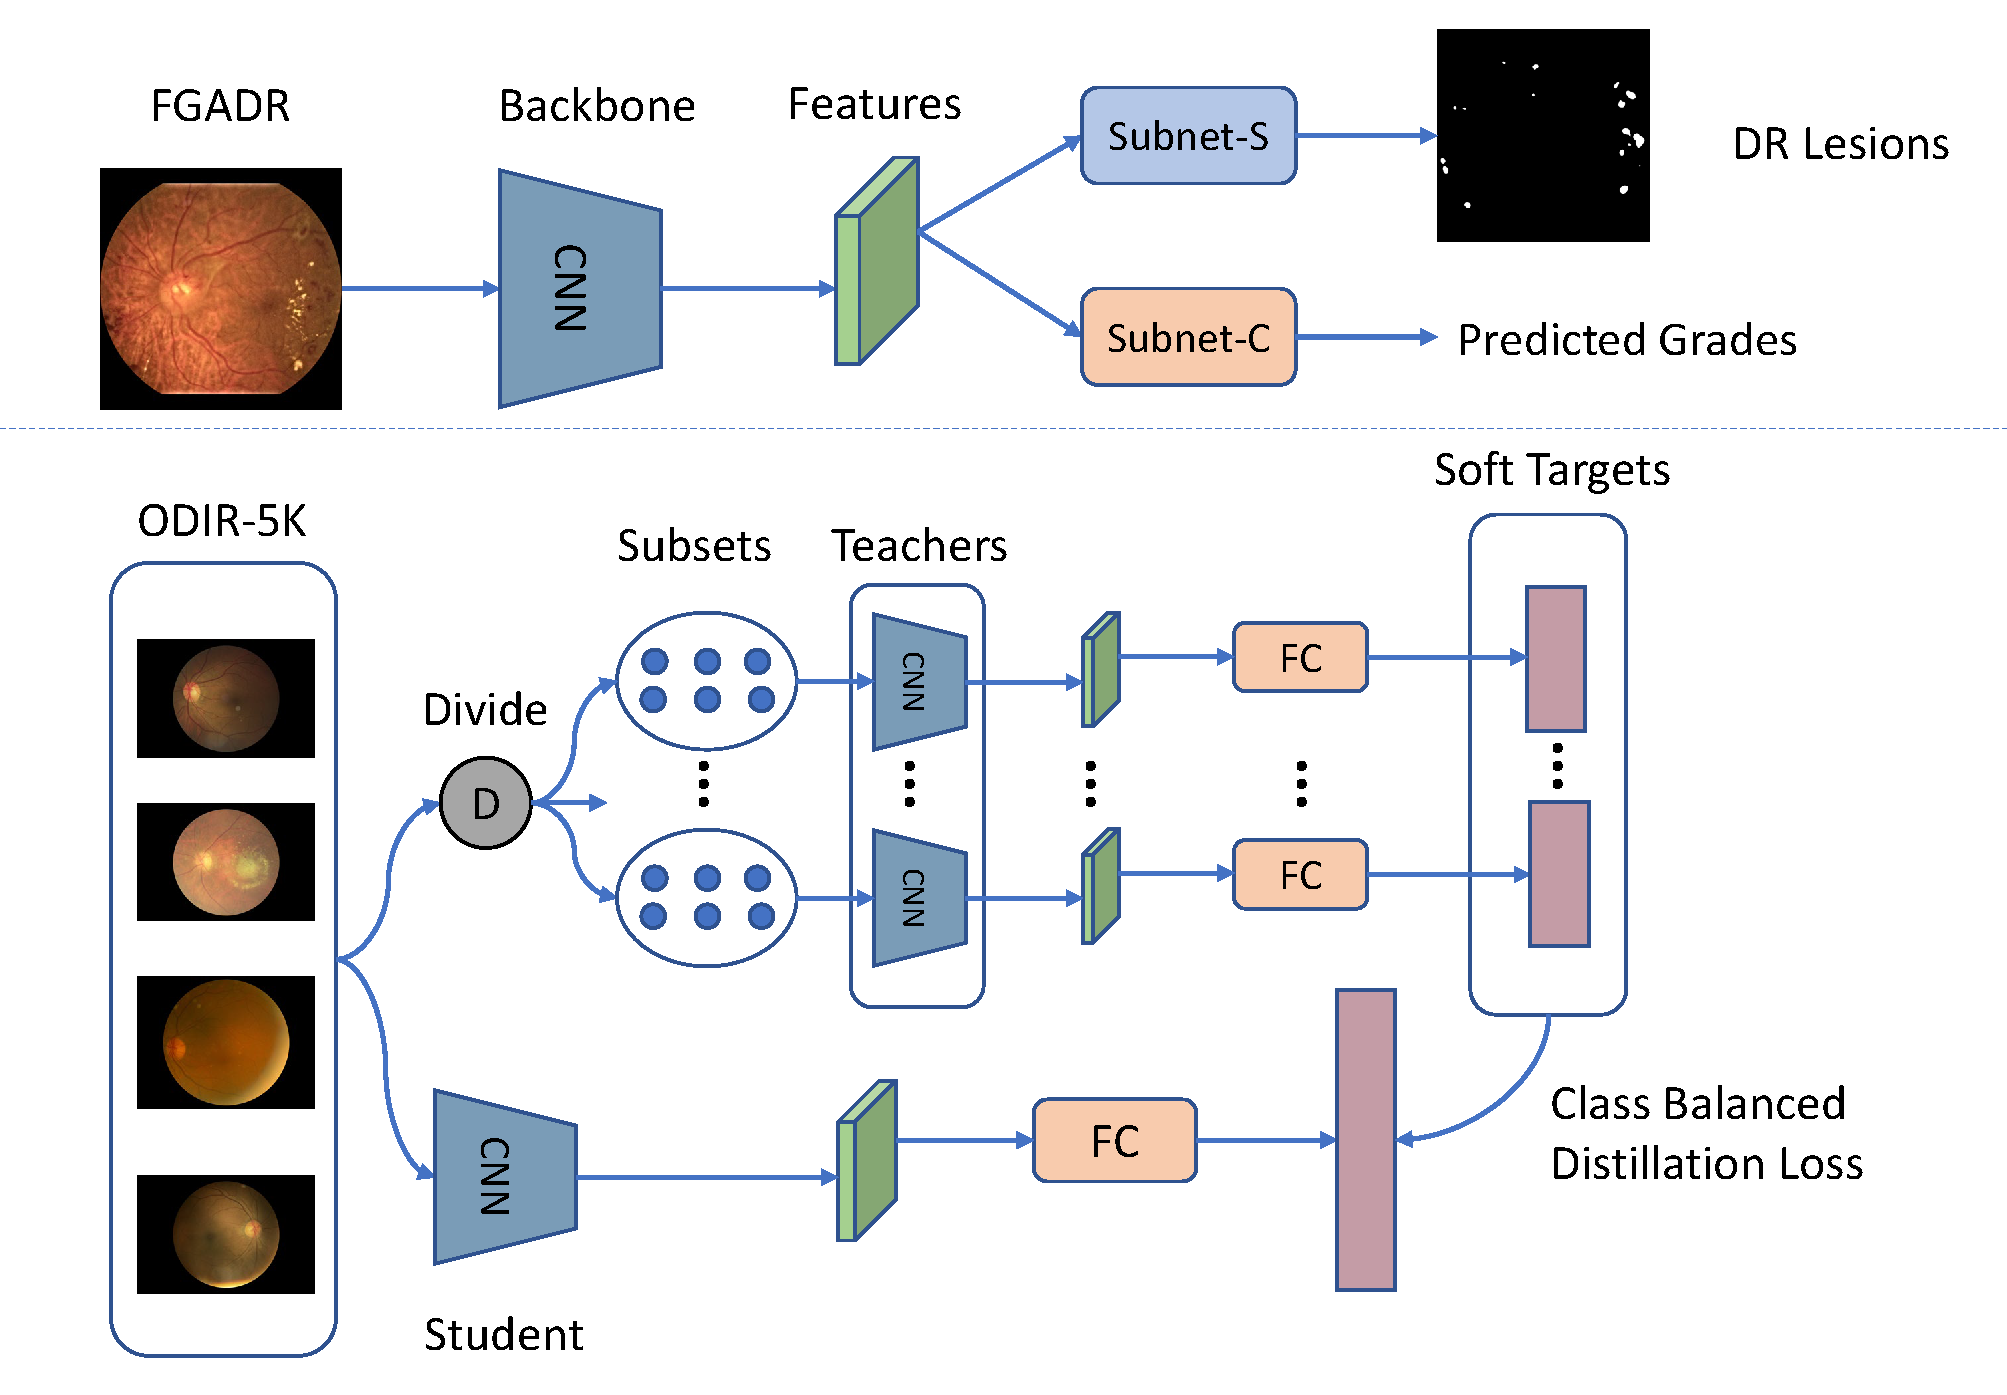 FGADR
Backbone
Features
Subnet-S
DR Lesions
CNN
Subnet-C
Predicted Grades
Soft Targets
ODIR-5K
Subsets
Teachers
CNN
FC
Divide
D
CNN
FC
CNN
FC
Class Balanced
Distillation Loss
Student